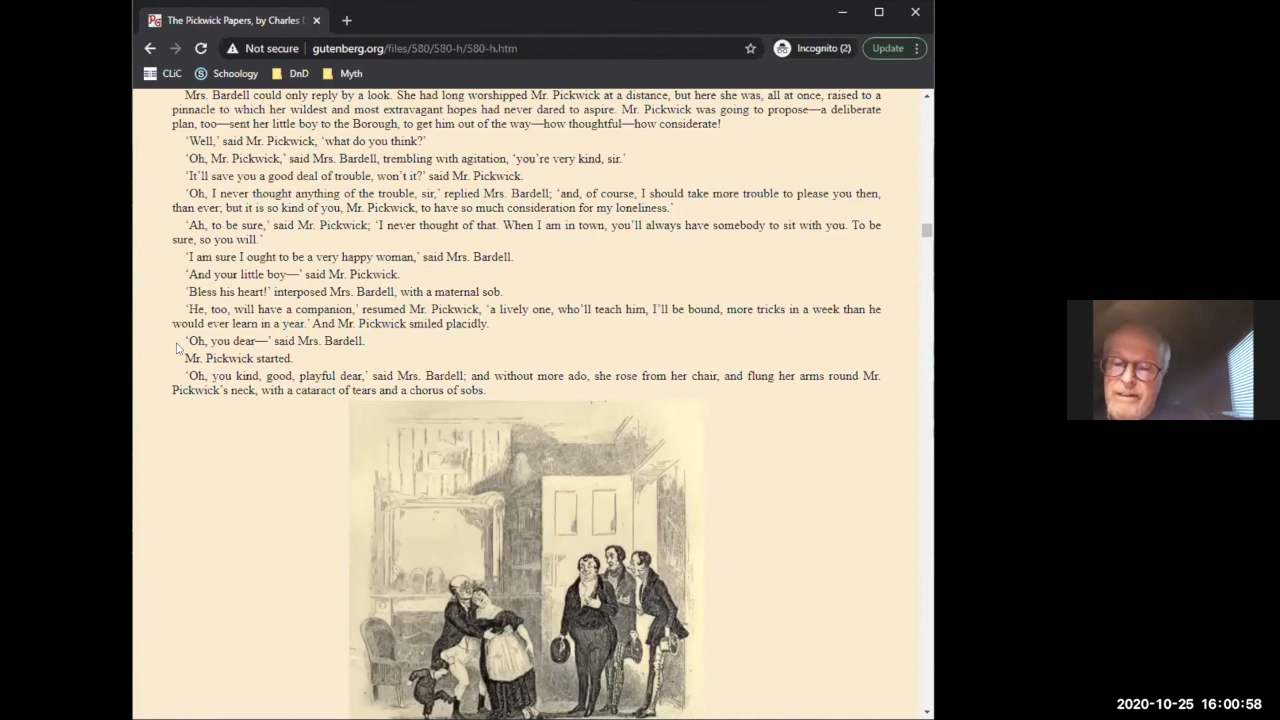 The Pickwick Papers, by Charles
Not secure
gutenberg.org/files/580/580-h/580-h.htm
Incognito (2)
Update
CLiC
Schoology
DnD
Myth
Mrs. Bardell could only reply by a look. She had long worshipped Mr. Pickwick at a distance, but here she was, all at once, raised to a
pinnacle to which her wildest and most extravagant hopes had never dared to aspire. Mr. Pickwick was going to propose—a deliberate
plan, too—sent her little boy to the Borough, to get him out of the way—how thoughtful—how considerate!
‘Well,’ said Mr. Pickwick, ‘what do you think?’
‘Oh, Mr. Pickwick,’ said Mrs. Bardell, trembling with agitation, ‘you’re very kind, sir.’
‘It’ll save you a good deal of trouble, won’t it?’ said Mr. Pickwick.
‘Oh, I never thought anything of the trouble, sir,’ replied Mrs. Bardell; ‘and, of course, I should take more trouble to please you then,
than ever; but it is so kind of you, Mr. Pickwick, to have so much consideration for my loneliness.’
‘Ah, to be sure,’ said Mr. Pickwick; ‘I never thought of that. When I am in town, you’ll always have somebody to sit with you. To be
sure, so you will.’
‘I am sure I ought to be a very happy woman,’ said Mrs. Bardell.
‘And your little boy—’ said Mr. Pickwick.
‘Bless his heart!’ interposed Mrs. Bardell, with a maternal sob.
‘He, too, will have a companion,’ resumed Mr. Pickwick, ‘a lively one, who’ll teach him, I’ll be bound, more tricks in a week than he
would ever learn in a year.’ And Mr. Pickwick smiled placidly.
‘Oh, you dear—’ said Mrs. Bardell.
Mr. Pickwick started.
‘Oh, you kind, good, playful dear,’ said Mrs. Bardell; and without more ado, she rose from her chair, and flung her arms round Mr.
Pickwick’s neck, with a cataract of tears and a chorus of sobs.
2020-10-25 16:00:58